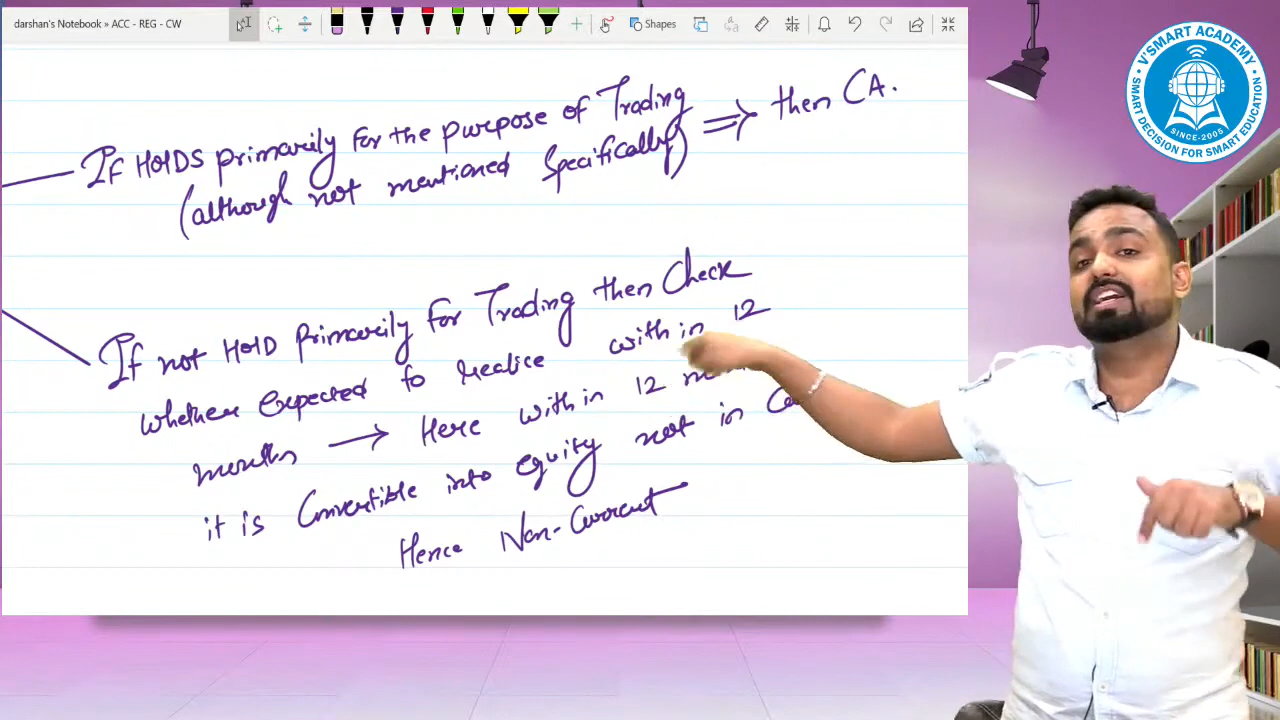 darshan's Notebook » ACC - REG - CW
Shapes
If HOlDS primarily for the purpose of Trading
(although not mentioned Specifically) ⇒ then CA.
If not HOlD Primarily for Trading then Check
Whether Expected to realice within 12
months → Here within 12
it is Convertible into equity not in
Hence Non-Current
V'SMART ACADEMY
SINCE-2005
SMART DECISION FOR SMART EDUCATION